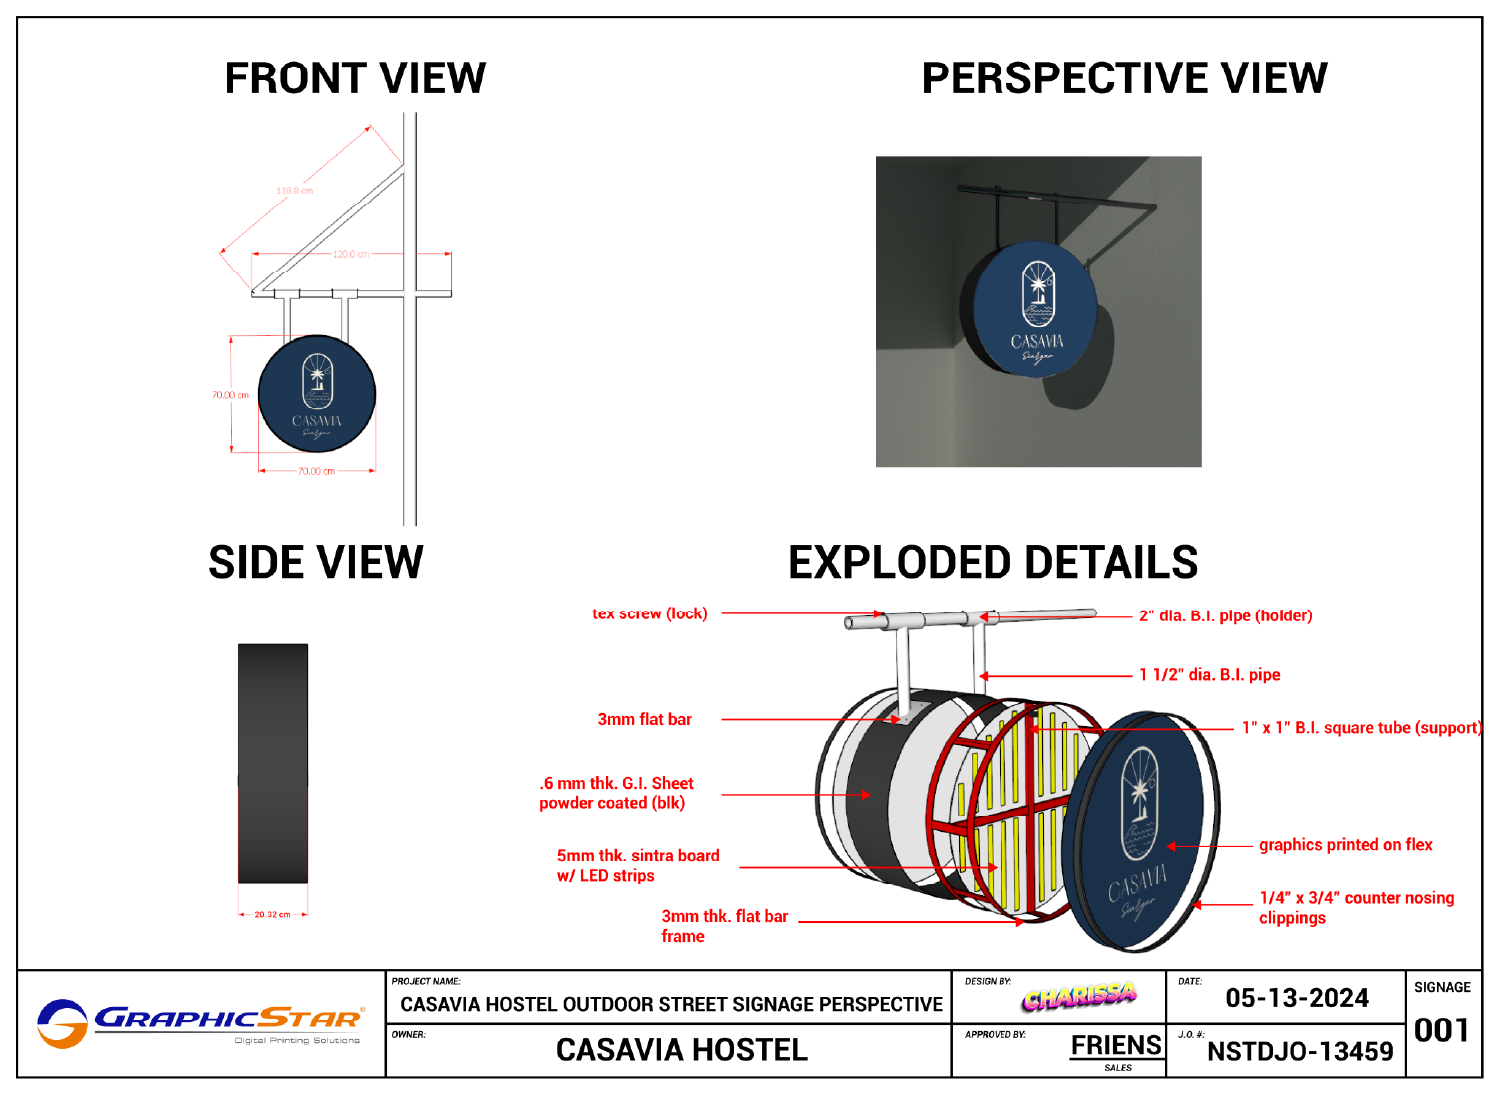 FRONT VIEW
PERSPECTIVE VIEW
118.8 cm
120.0 cm
70.00 cm
CASAVIA
Siargao
70.00 cm
CASAVIA
Siargao
SIDE VIEW
20.32 cm
EXPLODED DETAILS
tex screw (lock)
2" dia. B.I. pipe (holder)
1 1/2" dia. B.I. pipe
3mm flat bar
1" x 1" B.I. square tube (support)
.6 mm thk. G.I. Sheet
powder coated (blk)
5mm thk. sintra board
w/ LED strips
3mm thk. flat bar
frame
graphics printed on flex
1/4" x 3/4" counter nosing
clippings
CASAVIA
Siargao
GRAPHICSTAR®
Digital Printing Solutions
PROJECT NAME:
CASAVIA HOSTEL OUTDOOR STREET SIGNAGE PERSPECTIVE
OWNER:
CASAVIA HOSTEL
DESIGN BY:
CHARISSA
APPROVED BY:
FRIENS
SALES
DATE:
05-13-2024
J.O. #:
NSTDJO-13459
SIGNAGE
001